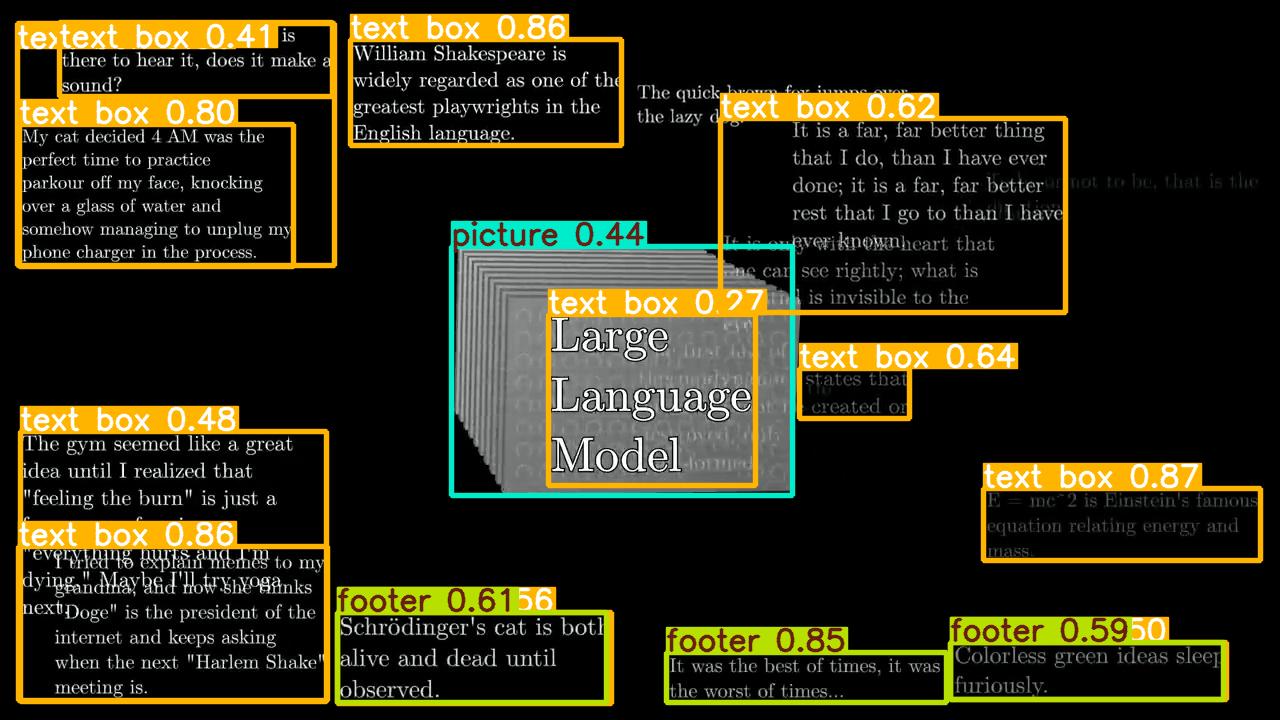 text box 0.41
is
there to hear it, does it make a
sound?
text box 0.80
My cat decided 4 AM was the
perfect time to practice
parkour off my face, knocking
over a glass of water and
somehow managing to unplug my
phone charger in the process.
text box 0.86
William Shakespeare is
widely regarded as one of the
greatest playwrights in the
English language.
The quick brown fox jumps over
the lazy dog.
text box 0.62
It is a far, far better thing
that I do, than I have ever
done; it is a far, far better
rest that I go to than I have
ever known.
not to be, that is the
It is only with the heart that
one can see rightly; what is
is invisible to the
picture 0.44
text box 0.27
Large
Language
Model
text box 0.64
states that
created or
text box 0.48
The gym seemed like a great
idea until I realized that
"feeling the burn" is just a
"everything hurts and I'm
dying." Maybe I'll try yoga
next.
text box 0.86
I tried to explain memes to my
grandma, and now she thinks
"Doge" is the president of the
internet and keeps asking
when the next "Harlem Shake"
meeting is.
footer 0.61
56
Schrödinger's cat is both
alive and dead until
observed.
footer 0.85
It was the best of times, it was
the worst of times...
text box 0.87
E = mc^2 is Einstein's famous
equation relating energy and
mass.
footer 0.59
50
Colorless green ideas sleep
furiously.